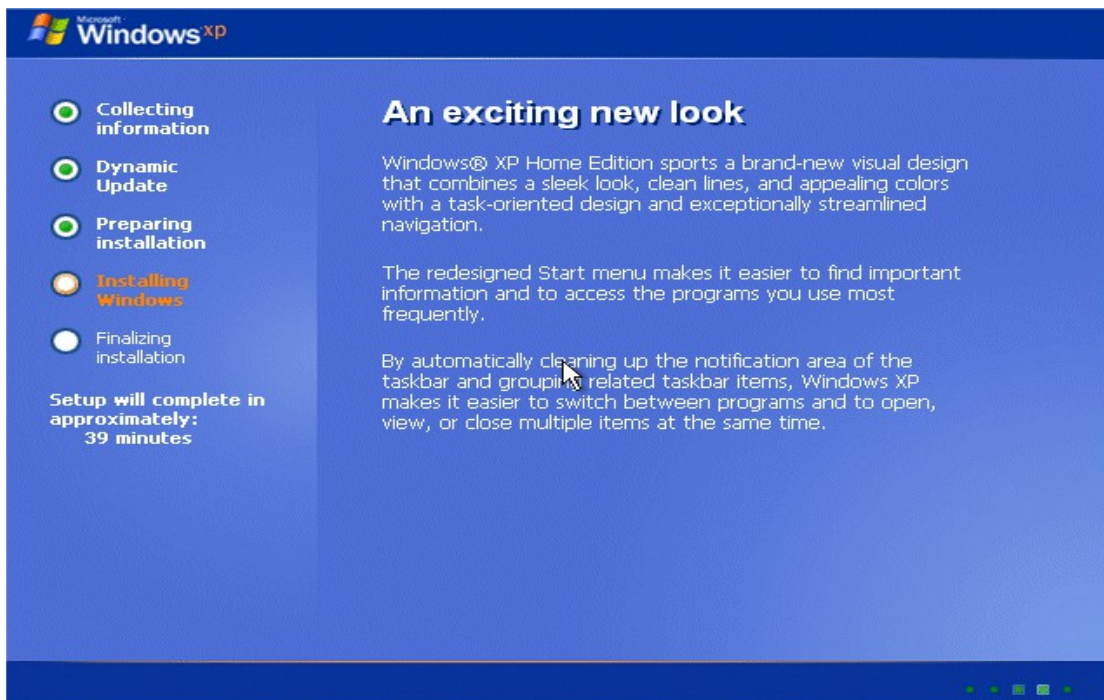 Microsoft
Windows xp
Collecting
information
Dynamic
Update
Preparing
installation
Installing
Windows
Finalizing
installation
Setup will complete in
approximately:
39 minutes
An exciting new look
Windows® XP Home Edition sports a brand-new visual design
that combines a sleek look, clean lines, and appealing colors
with a task-oriented design and exceptionally streamlined
navigation.
The redesigned Start menu makes it easier to find important
information and to access the programs you use most
frequently.
By automatically cleaning up the notification area of the
taskbar and grouping related taskbar items, Windows XP
makes it easier to switch between programs and to open,
view, or close multiple items at the same time.